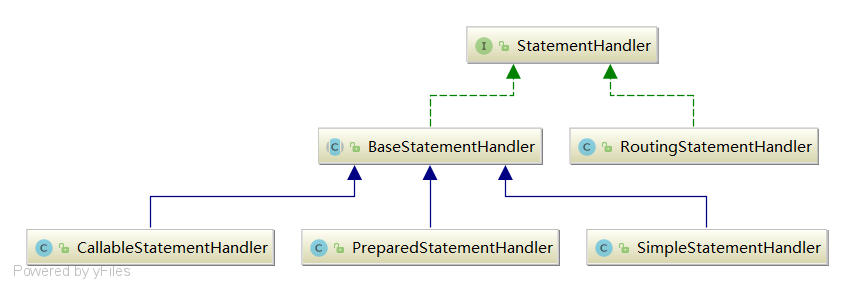 I StatementHandler
C BaseStatementHandler
C RoutingStatementHandler
C CallableStatementHandler
C PreparedStatementHandler
C SimpleStatementHandler
Powered by yFiles